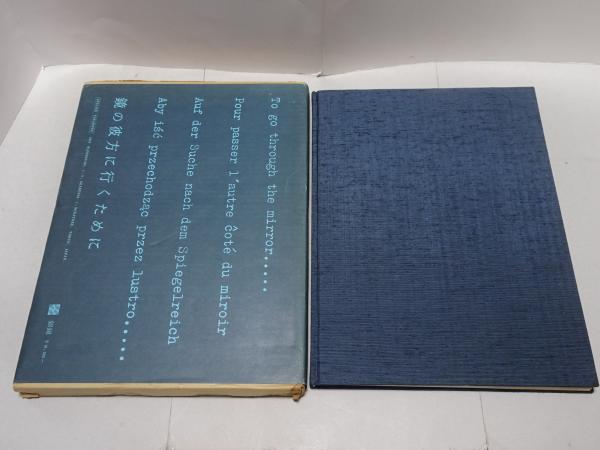 To go through the mirror.....
Pour passer l'autre Côté du miroir
Auf der Suche nach dem Spiegelreich
Aby iść przechodząc przez lustro.....
鏡の彼方に行くために